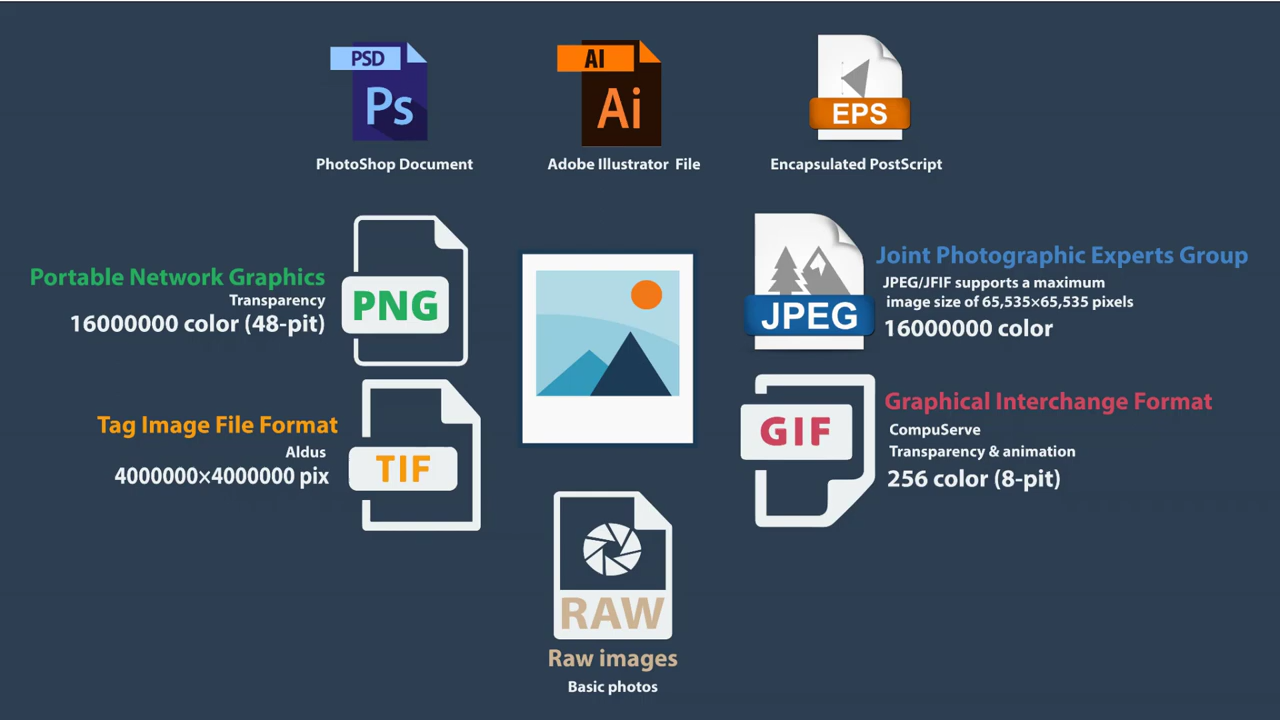 PSD
Ps
PhotoShop Document
AI
Ai
Adobe Illustrator File
EPS
Encapsulated PostScript
Portable Network Graphics
Transparency
16000000 color (48-pit)
PNG
JPEG
Joint Photographic Experts Group
JPEG/JFIF supports a maximum
image size of 65,535×65,535 pixels
16000000 color
Tag Image File Format
Aldus
4000000×4000000 pix
TIF
GIF
Graphical Interchange Format
CompuServe
Transparency & animation
256 color (8-pit)
RAW
Raw images
Basic photos